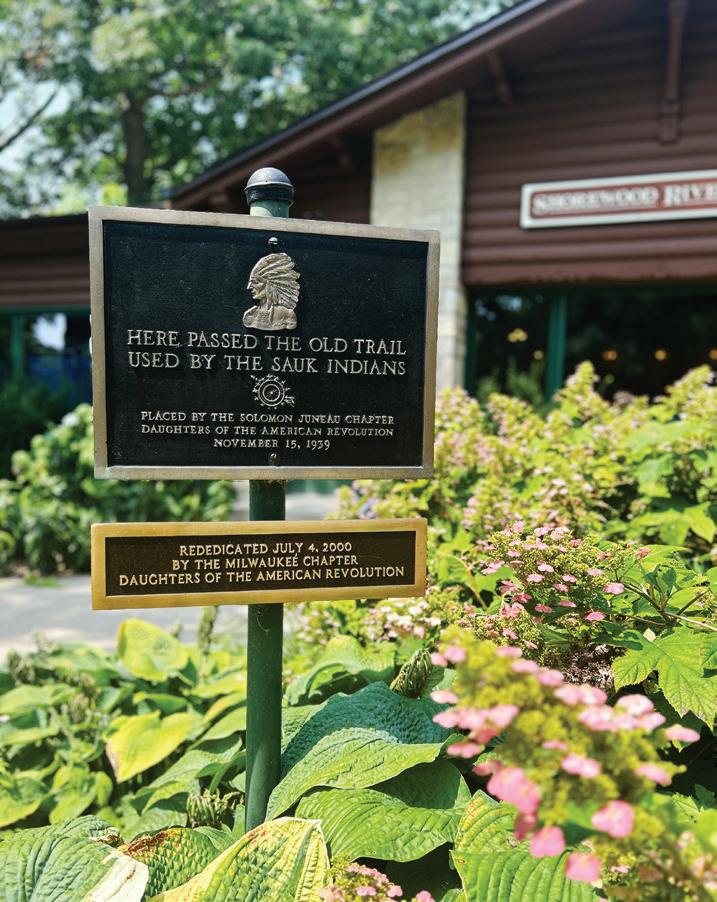 SHOREWOOD RIVE
HERE PASSED THE OLD TRAIL
USED BY THE SAUK INDIANS
PLACED BY THE SOLOMON JUNEAU CHAPTER
DAUGHTERS OF THE AMERICAN REVOLUTION
NOVEMBER 15, 1939
REDEDICATED JULY 4, 2000
BY THE MILWAUKEE CHAPTER
DAUGHTERS OF THE AMERICAN REVOLUTION